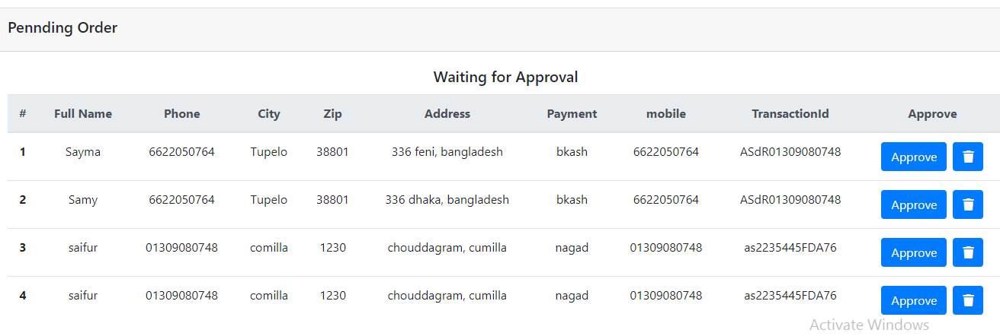 Pennding Order
Waiting for Approval
# Full Name Phone City Zip Address Payment mobile TransactionId Approve
1 Sayma 6622050764 Tupelo 38801 336 feni, bangladesh bkash 6622050764 ASdR01309080748 Approve
2 Samy 6622050764 Tupelo 38801 336 dhaka, bangladesh bkash 6622050764 ASdR01309080748 Approve
3 saifur 01309080748 comilla 1230 chouddagram, cumilla nagad 01309080748 as2235445FDA76 Approve
4 saifur 01309080748 comilla 1230 chouddagram, cumilla nagad 01309080748 as2235445FDA76 Approve
Activate Windows